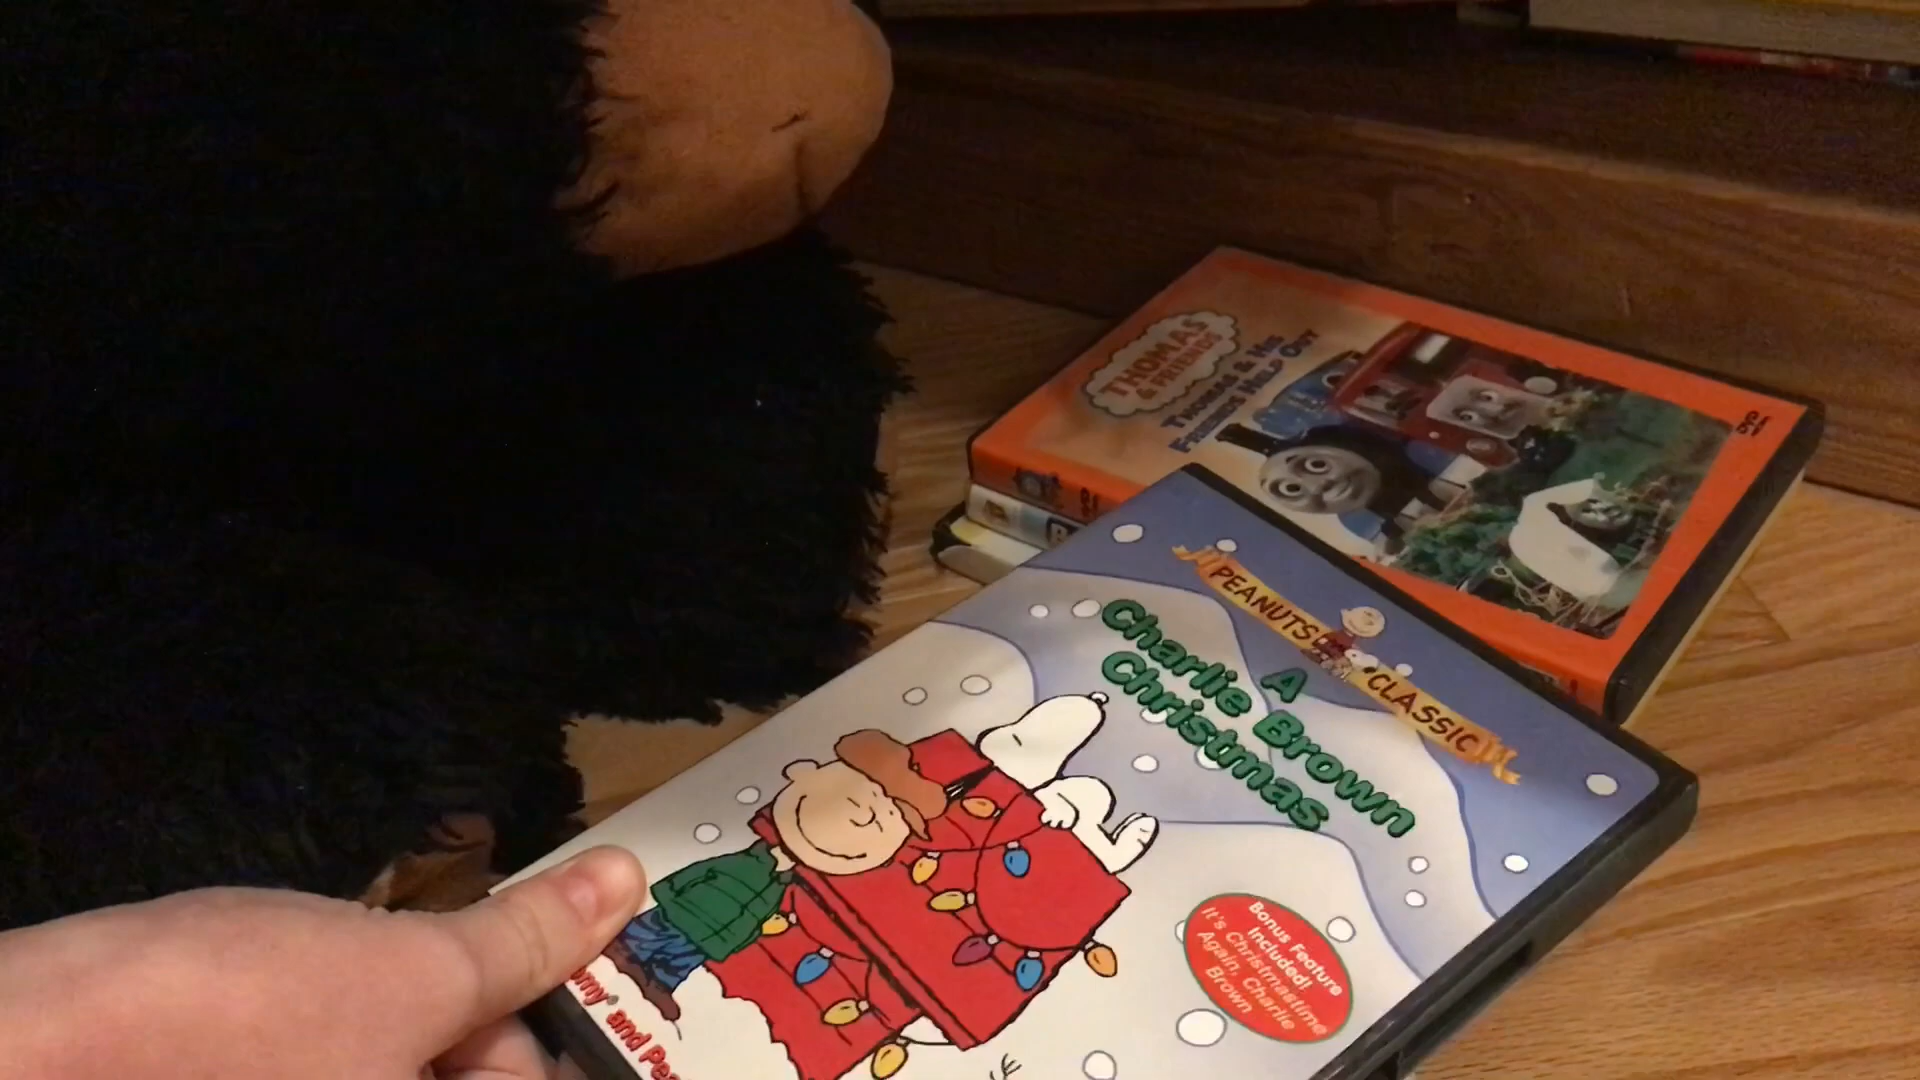 THOMAS
& FRIENDS
THOMAS & HIS
FRIENDS HELP OUT
DVD
DVD
B
PEANUTS CLASSIC
A
Charlie Brown
Christmas
Bonus Feature
Included!
It's Christmastime
Again, Charlie
Brown
and